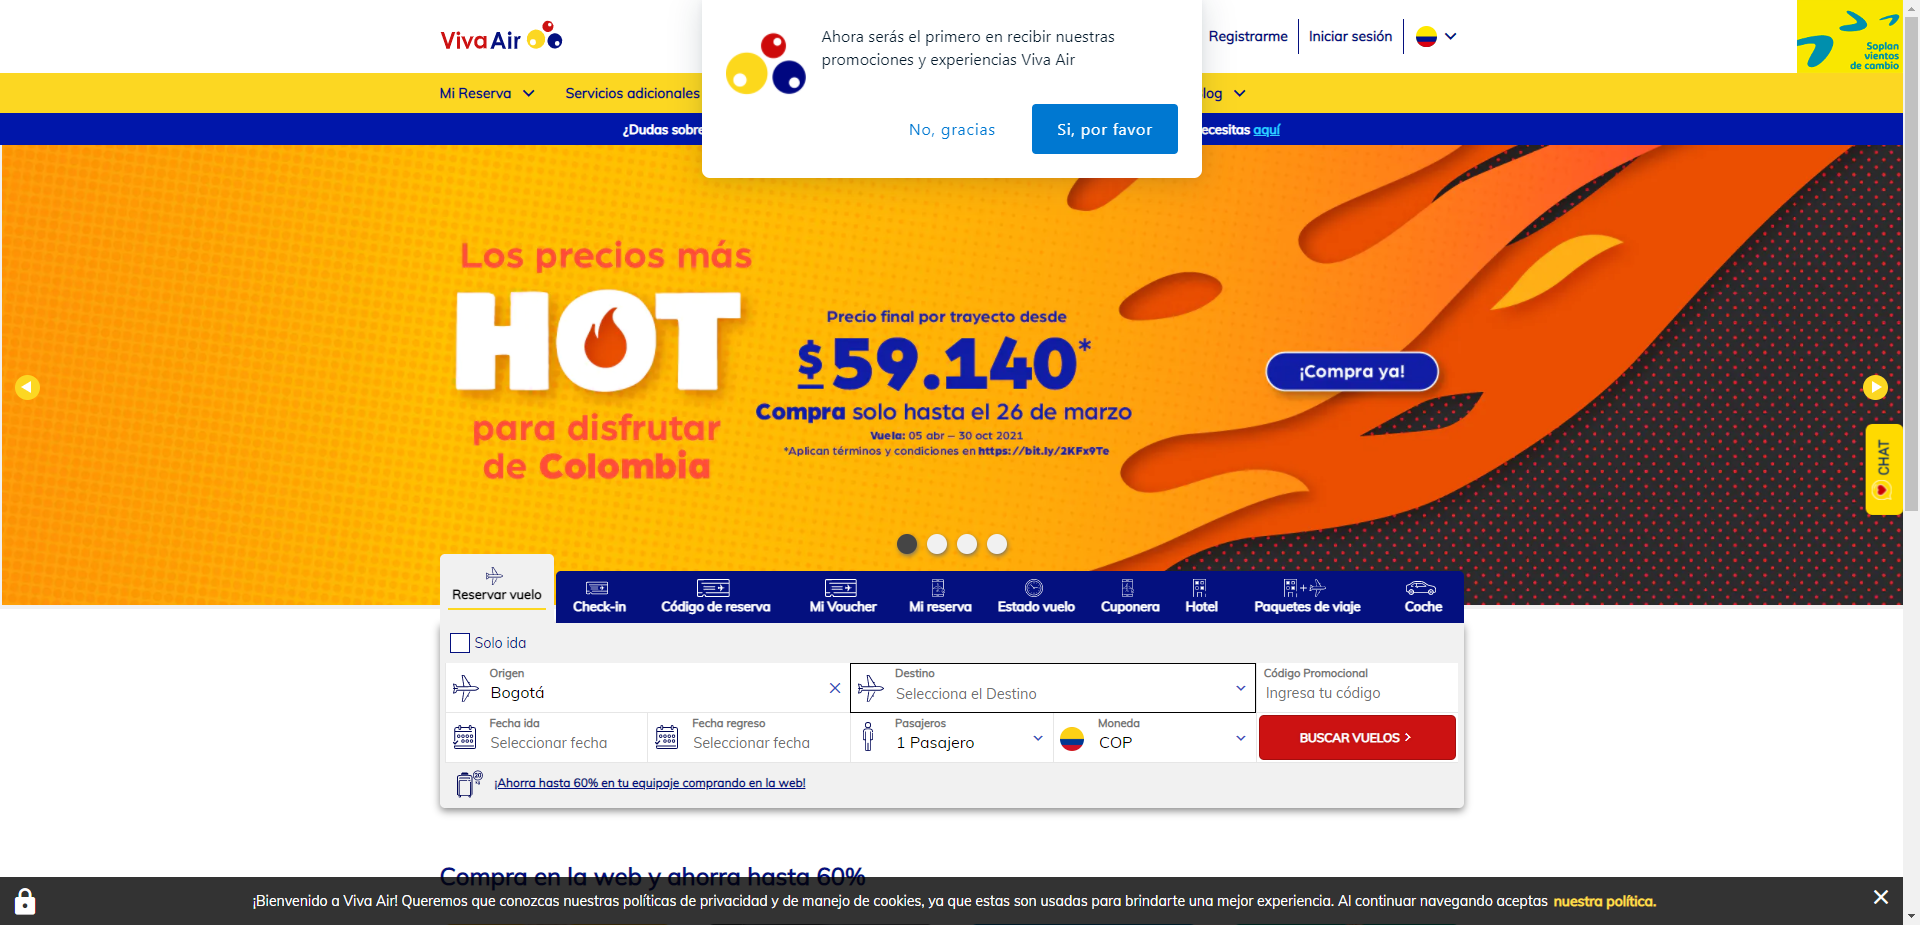 Viva Air
Ahora serás el primero en recibir nuestras
promociones y experiencias Viva Air
No, gracias
Si, por favor
Registrarme
Iniciar sesión
Soplan
vientos
de cambio
Mi Reserva
Servicios adicionales
log
¿Dudas sobre
ecesitas aquí
Los precios más
HOT
para disfrutar
de Colombia
Precio final por trayecto desde
$59.140*
Compra solo hasta el 26 de marzo
Vuela: 05 abr – 30 oct 2021
*Aplican términos y condiciones en https://bit.ly/2KFx9Te
¡Compra ya!
CHAT
Reservar vuelo
Check-in
Código de reserva
Mi Voucher
Mi reserva
Estado vuelo
Cuponera
Hotel
Paquetes de viaje
Coche
Solo ida
Origen
Bogotá
Destino
Selecciona el Destino
Código Promocional
Ingresa tu código
Fecha ida
Seleccionar fecha
Fecha regreso
Seleccionar fecha
Pasajeros
1 Pasajero
Moneda
COP
BUSCAR VUELOS
¡Ahorra hasta 60% en tu equipaje comprando en la web!
Compra en la web y ahorra hasta 60%
¡Bienvenido a Viva Air! Queremos que conozcas nuestras políticas de privacidad y de manejo de cookies, ya que estas son usadas para brindarte una mejor experiencia. Al continuar navegando aceptas nuestra política.